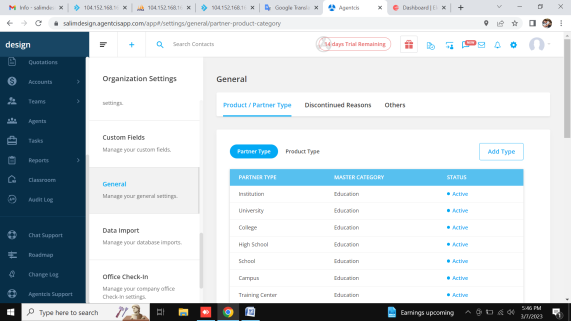 Info - salimdes
104.152.168.1
104.152.168.1
104.152.168.1
Google Transl
Agentcis
Dashboard |
salimdesign.agentcisapp.com/app#/settings/general/partner-product-category
design
Search Contacts
days Trial Remaining
NEW
Quotations
Accounts
Teams
Agents
Tasks
Reports
Classroom
Audit Log
Chat Support
Roadmap
Change Log
Agentcis Support
Organization Settings
settings.
Custom Fields
Manage your custom fields.
General
Manage your general settings.
Data Import
Manage your database imports.
Office Check-In
Manage your company office
Check-in settings.
General
Product / Partner Type
Discontinued Reasons
Others
Partner Type
Product Type
Add Type
PARTNER TYPE MASTER CATEGORY STATUS
Institution Education Active
University Education Active
College Education Active
High School Education Active
School Education Active
Campus Education Active
Training Center Education Active
Type here to search
Earnings upcoming
5:46 PM
3/7/2023